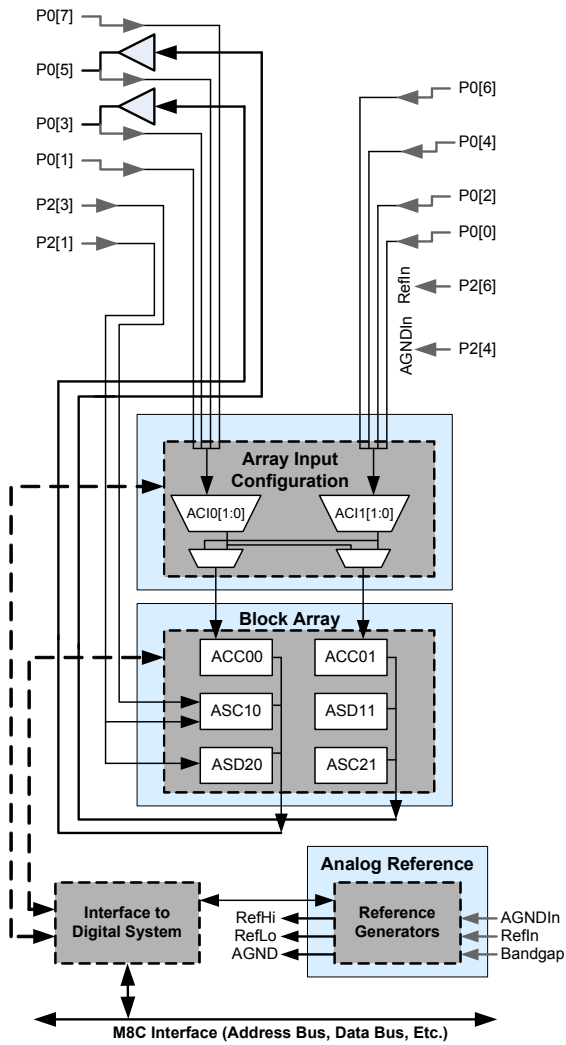 P0[7]
P0[5]
P0[3]
P0[1]
P2[3]
P2[1]
P0[6]
P0[4]
P0[2]
P0[0]
P2[6]
P2[4]
RefIn
AGNDIn
Array Input
Configuration
ACI0[1:0]
ACI1[1:0]
Block Array
ACC00
ACC01
ASC10
ASD11
ASD20
ASC21
Analog Reference
Interface to
Digital System
RefHi
RefLo
AGND
Reference
Generators
AGNDIn
RefIn
Bandgap
M8C Interface (Address Bus, Data Bus, Etc.)